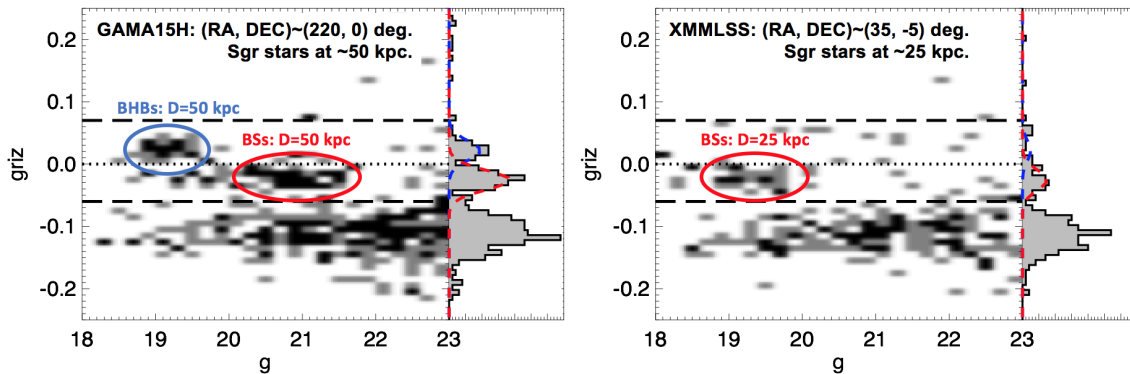 GAMA15H: (RA, DEC)~(220, 0) deg.
Sgr stars at ~50 kpc.
BHBs: D=50 kpc
BSs: D=50 kpc
0.2
0.1
0.0
-0.1
-0.2
griz
18 19 20 21 22 23
g
XMMLSS: (RA, DEC)~(35, -5) deg.
Sgr stars at ~25 kpc.
BSs: D=25 kpc
0.2
0.1
0.0
-0.1
-0.2
griz
18 19 20 21 22 23
g